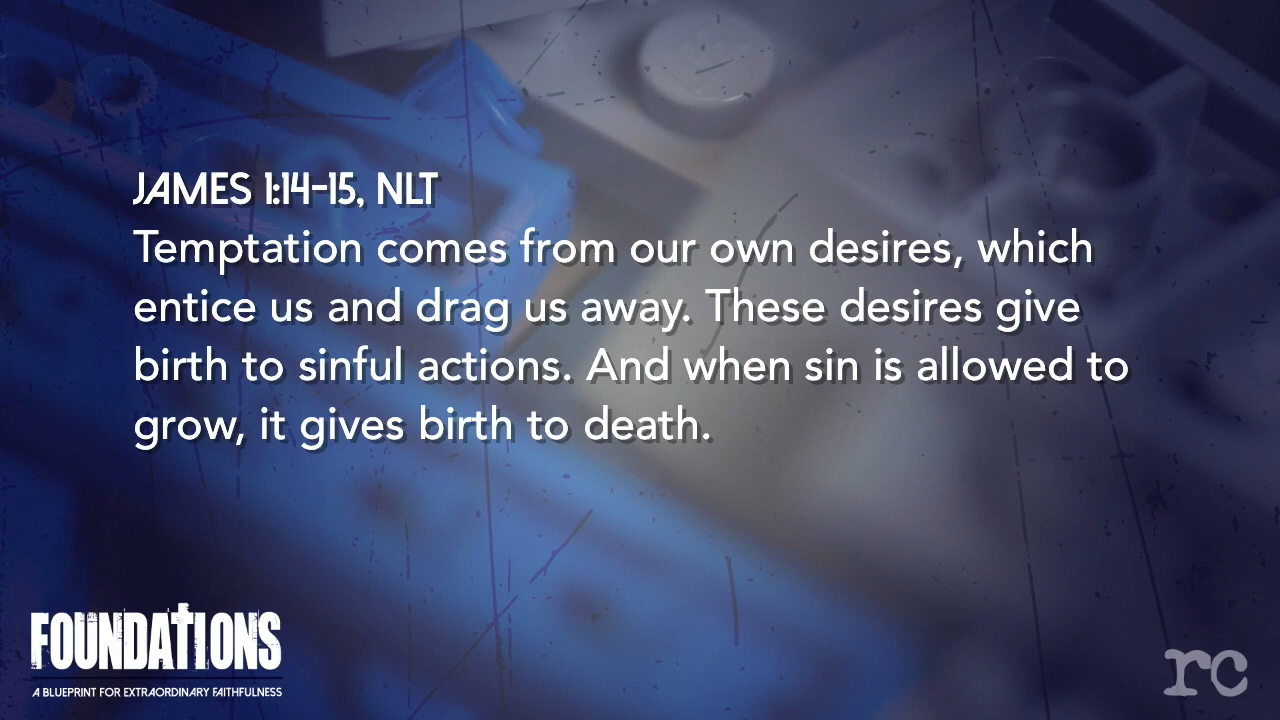 JAMES 1:14-15, NLT
Temptation comes from our own desires, which
entice us and drag us away. These desires give
birth to sinful actions. And when sin is allowed to
grow, it gives birth to death.
FOUNDATIONS
A BLUEPRINT FOR EXTRAORDINARY FAITHFULNESS
rc